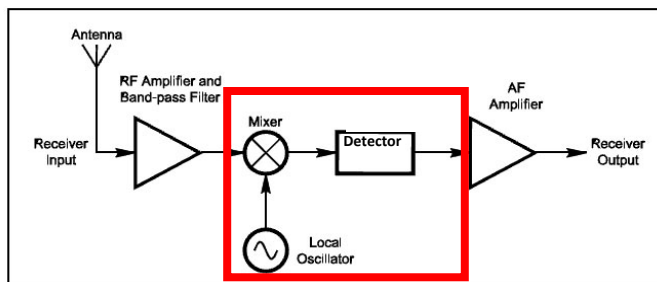 Antenna
RF Amplifier and
Band-pass Filter
Mixer
AF
Amplifier
Receiver
Input
Detector
Receiver
Output
Local
Oscillator